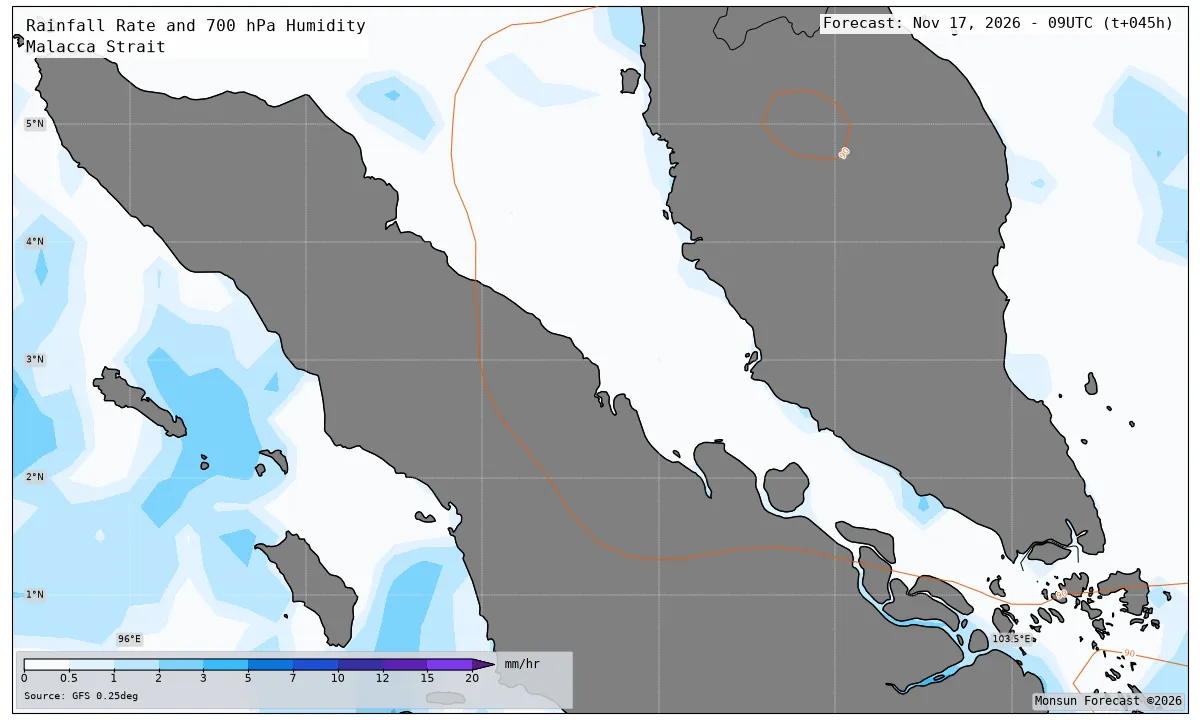 Rainfall Rate and 700 hPa Humidity
Malacca Strait
Forecast: Nov 17, 2026 - 09UTC (t+045h)
5°N
90
4°N
3°N
2°N
1°N
90
96°E
103.5°E
90
mm/hr
0 0.5 1 2 3 5 7 10 12 15 20
Source: GFS 0.25deg
Monsun Forecast ©2026